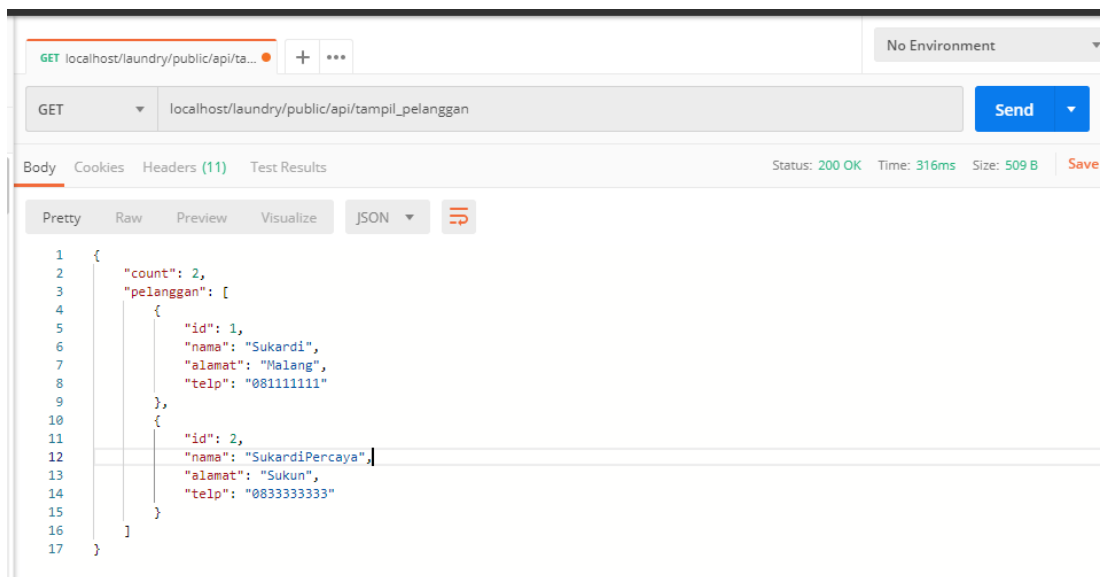 GET localhost/laundry/public/api/ta...
No Environment
GET localhost/laundry/public/api/tampil_pelanggan Send
Body Cookies Headers (11) Test Results Status: 200 OK Time: 316ms Size: 509 B Save
Pretty Raw Preview Visualize JSON
1 {
2 "count": 2,
3 "pelanggan": [
4 {
5 "id": 1,
6 "nama": "Sukardi",
7 "alamat": "Malang",
8 "telp": "081111111"
9 },
10 {
11 "id": 2,
12 "nama": "SukardiPercaya",
13 "alamat": "Sukun",
14 "telp": "0833333333"
15 }
16 ]
17 }